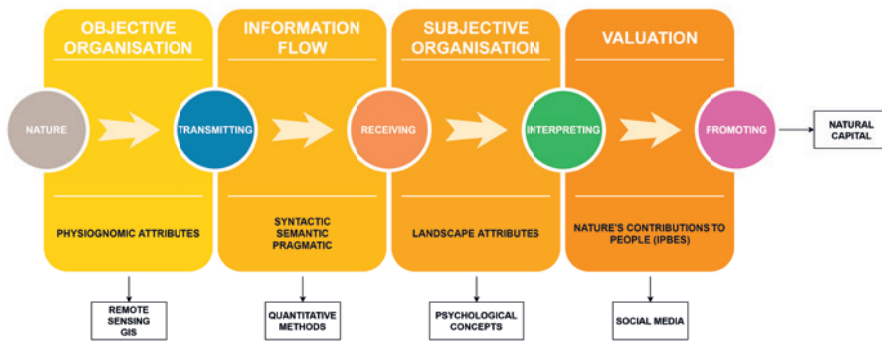 OBJECTIVE
ORGANISATION
INFORMATION
FLOW
SUBJECTIVE
ORGANISATION
VALUATION
NATURE
TRANSMITTING
RECEIVING
INTERPRETING
PROMOTING
NATURAL
CAPITAL
PHYSIOGNOMIC ATTRIBUTES
SYNTACTIC
SEMANTIC
PRAGMATIC
LANDSCAPE ATTRIBUTES
NATURE'S CONTRIBUTIONS TO
PEOPLE (IPBES)
REMOTE
SENSING
GIS
QUANTITATIVE
METHODS
PSYCHOLOGICAL
CONCEPTS
SOCIAL MEDIA